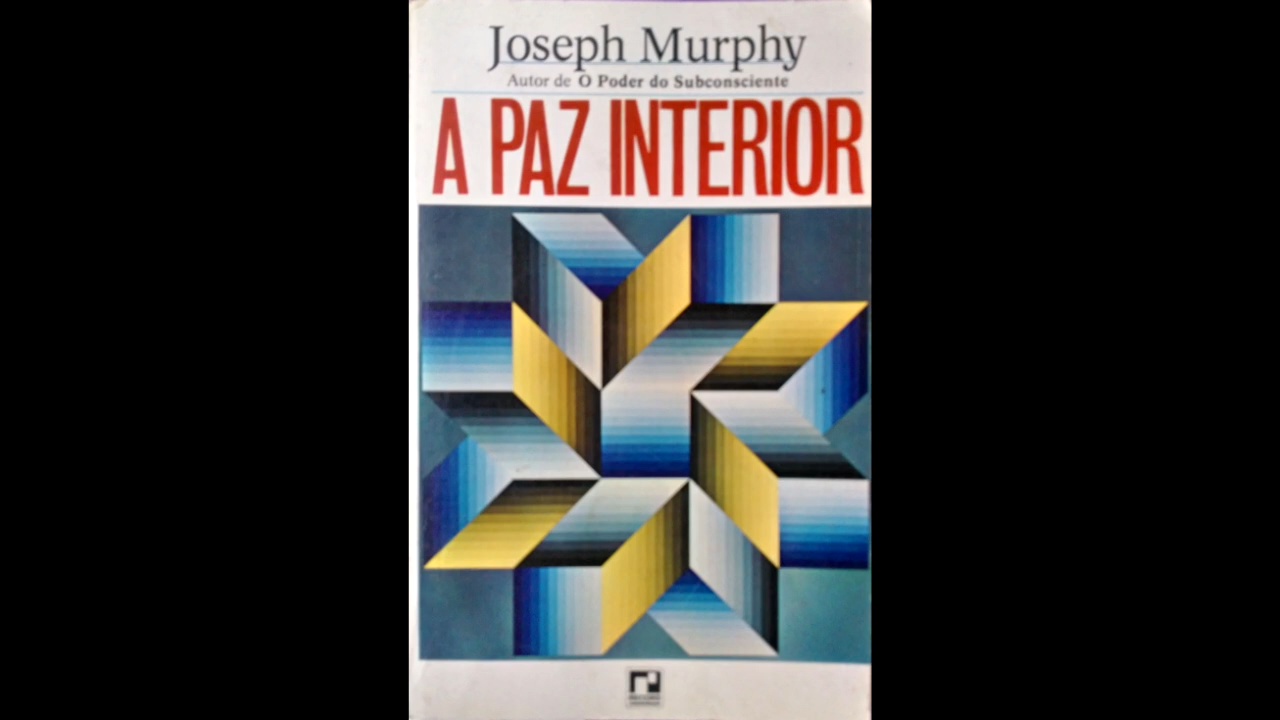 Joseph Murphy
Autor de O Poder do Subconsciente
A PAZ INTERIOR